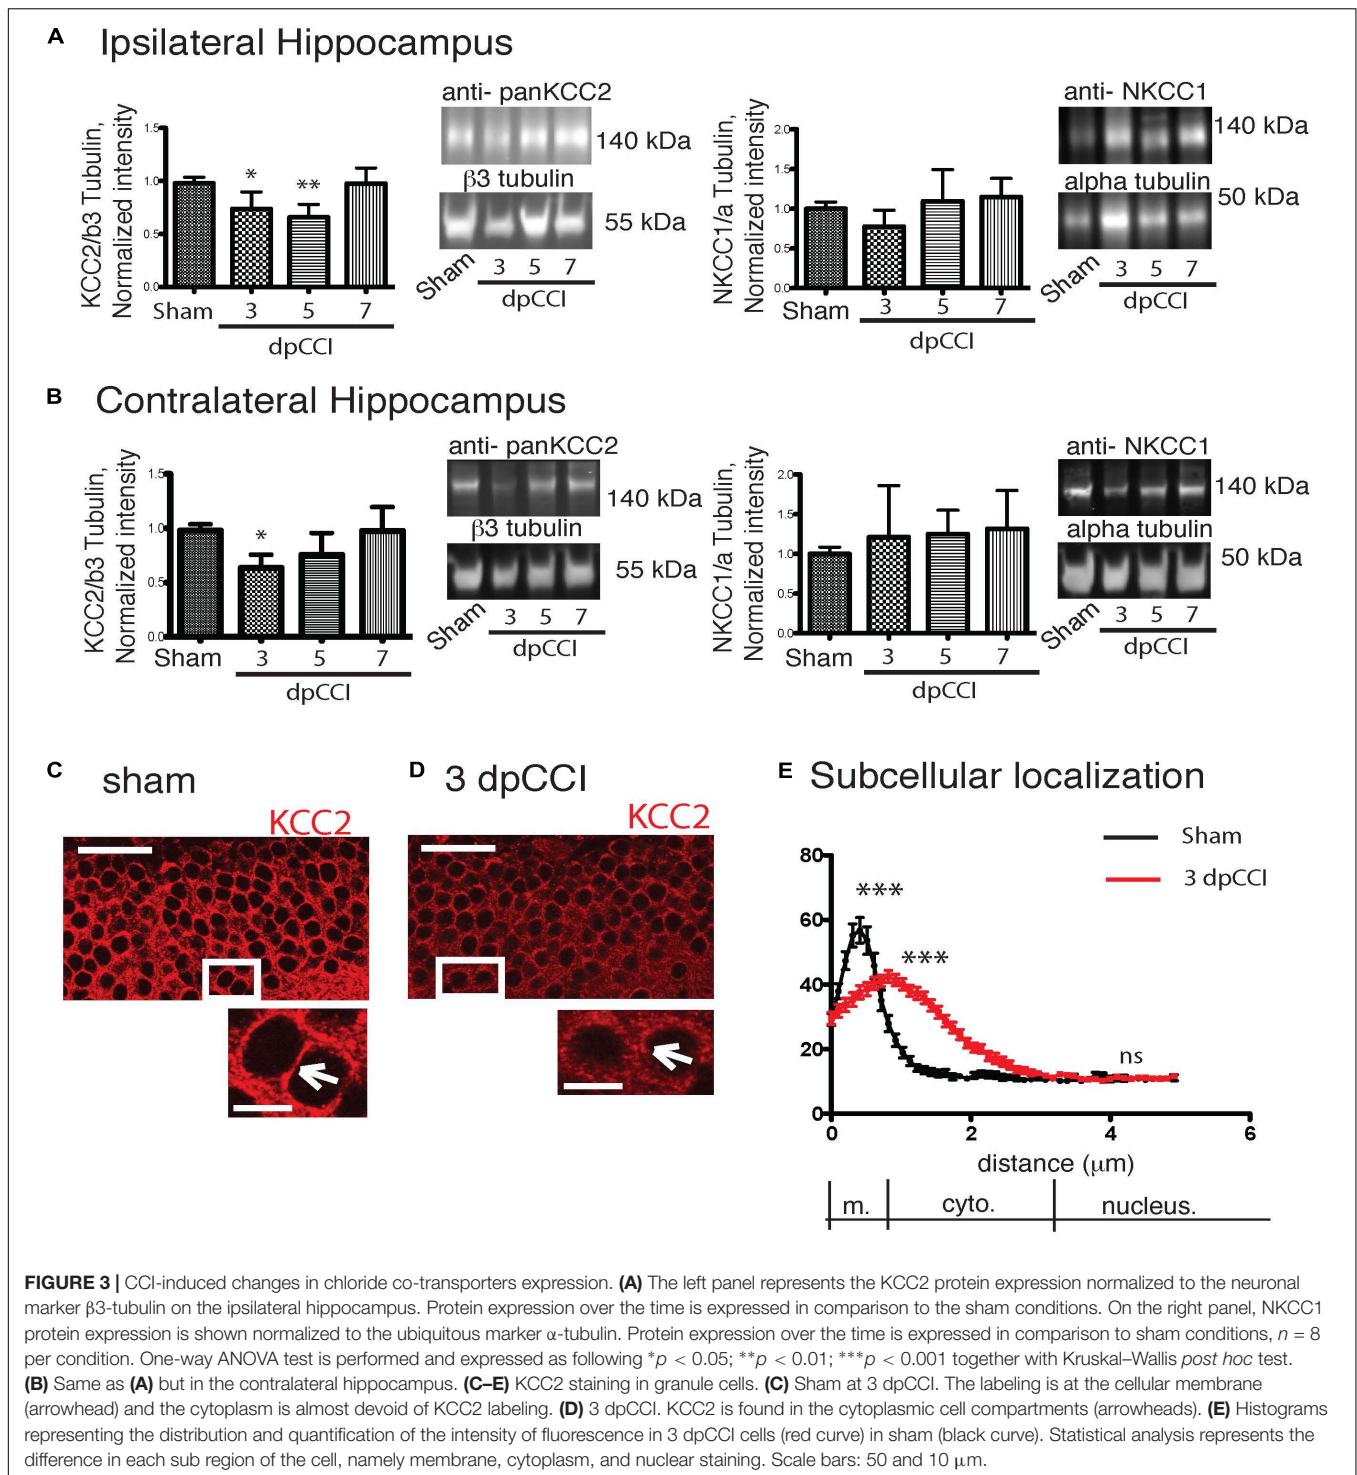 A Ipsilateral Hippocampus
KCC2/b3 Tubulin,
Normalized intensity
1.5
1.0
0.5
0.0
*
**
Sham 3 5 7
dpCCI
anti- panKCC2
140 kDa
β3 tubulin
55 kDa
Sham 3 5 7
dpCCI
NKCC1/a Tubulin,
Normalized intensity
2.0
1.5
1.0
0.5
0.0
Sham 3 5 7
dpCCI
anti- NKCC1
140 kDa
alpha tubulin
50 kDa
Sham 3 5 7
dpCCI
B Contralateral Hippocampus
KCC2/b3 Tubulin,
Normalized intensity
1.5
1.0
0.5
0.0
*
Sham 3 5 7
dpCCI
anti- panKCC2
140 kDa
β3 tubulin
55 kDa
Sham 3 5 7
dpCCI
NKCC1/a Tubulin,
Normalized intensity
2.0
1.5
1.0
0.5
0.0
Sham 3 5 7
dpCCI
anti- NKCC1
140 kDa
alpha tubulin
50 kDa
Sham 3 5 7
dpCCI
C sham
KCC2
D 3 dpCCI
KCC2
E Subcellular localization
Sham
3 dpCCI
80
60
40
20
0
***
***
ns
0 2 4 6
distance (μm)
m. cyto. nucleus.
FIGURE 3 | CCI-induced changes in chloride co-transporters expression. (A) The left panel represents the KCC2 protein expression normalized to the neuronal
marker β3-tubulin on the ipsilateral hippocampus. Protein expression over the time is expressed in comparison to the sham conditions. On the right panel, NKCC1
protein expression is shown normalized to the ubiquitous marker α-tubulin. Protein expression over the time is expressed in comparison to sham conditions, n = 8
per condition. One-way ANOVA test is performed and expressed as following *p < 0.05; **p < 0.01; ***p < 0.001 together with Kruskal–Wallis post hoc test.
(B) Same as (A) but in the contralateral hippocampus. (C–E) KCC2 staining in granule cells. (C) Sham at 3 dpCCI. The labeling is at the cellular membrane
(arrowhead) and the cytoplasm is almost devoid of KCC2 labeling. (D) 3 dpCCI. KCC2 is found in the cytoplasmic cell compartments (arrowheads). (E) Histograms
representing the distribution and quantification of the intensity of fluorescence in 3 dpCCI cells (red curve) in sham (black curve). Statistical analysis represents the
difference in each sub region of the cell, namely membrane, cytoplasm, and nuclear staining. Scale bars: 50 and 10 μm.